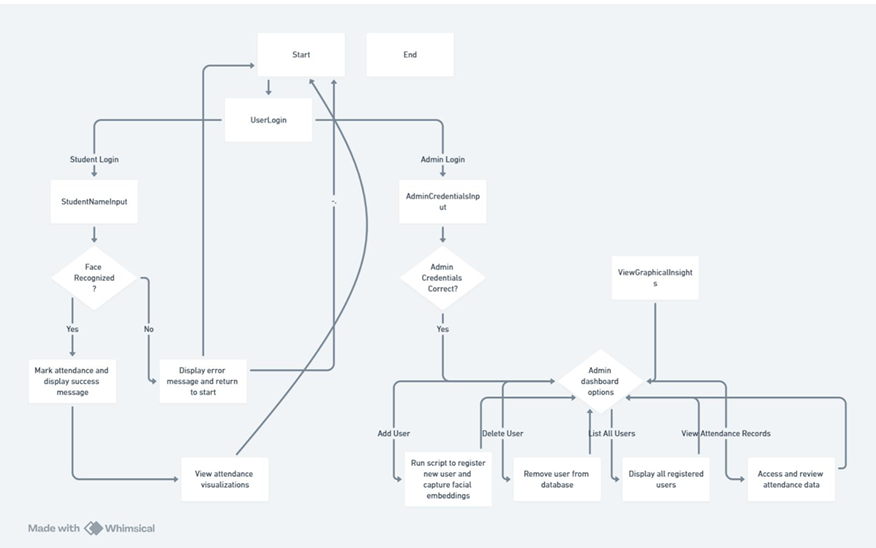 Start
End
UserLogin
Student Login
Admin Login
StudentNameInput
AdminCredentialsInp
ut
Face
Recognized
?
Admin
Credentials
Correct?
ViewGraphicalInsight
s
Yes
No
Yes
Mark attendance and
display success
message
Display error
message and return
to start
Admin
dashboard
options
Add User
Delete User
List All Users
View Attendance Records
View attendance
visualizations
Run script to register
new user and
capture facial
embeddings
Remove user from
database
Display all registered
users
Access and review
attendance data
Made with Whimsical